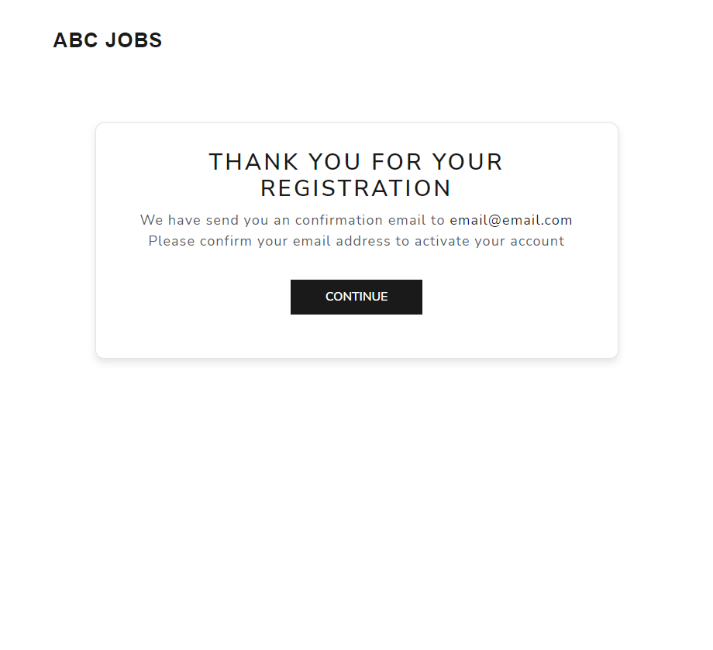 ABC JOBS
THANK YOU FOR YOUR
REGISTRATION
We have send you an confirmation email to email@email.com
Please confirm your email address to activate your account
CONTINUE